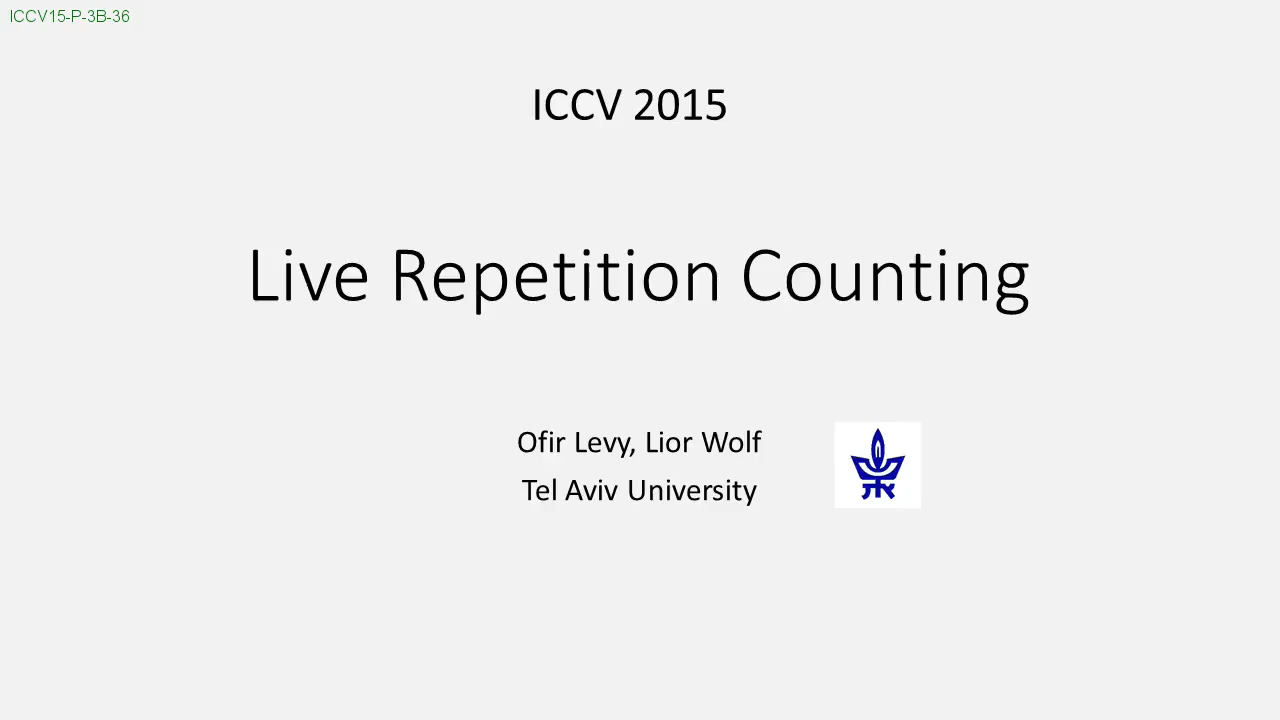 ICCV15-P-3B-36
ICCV 2015
Live Repetition Counting
Ofir Levy, Lior Wolf
Tel Aviv University